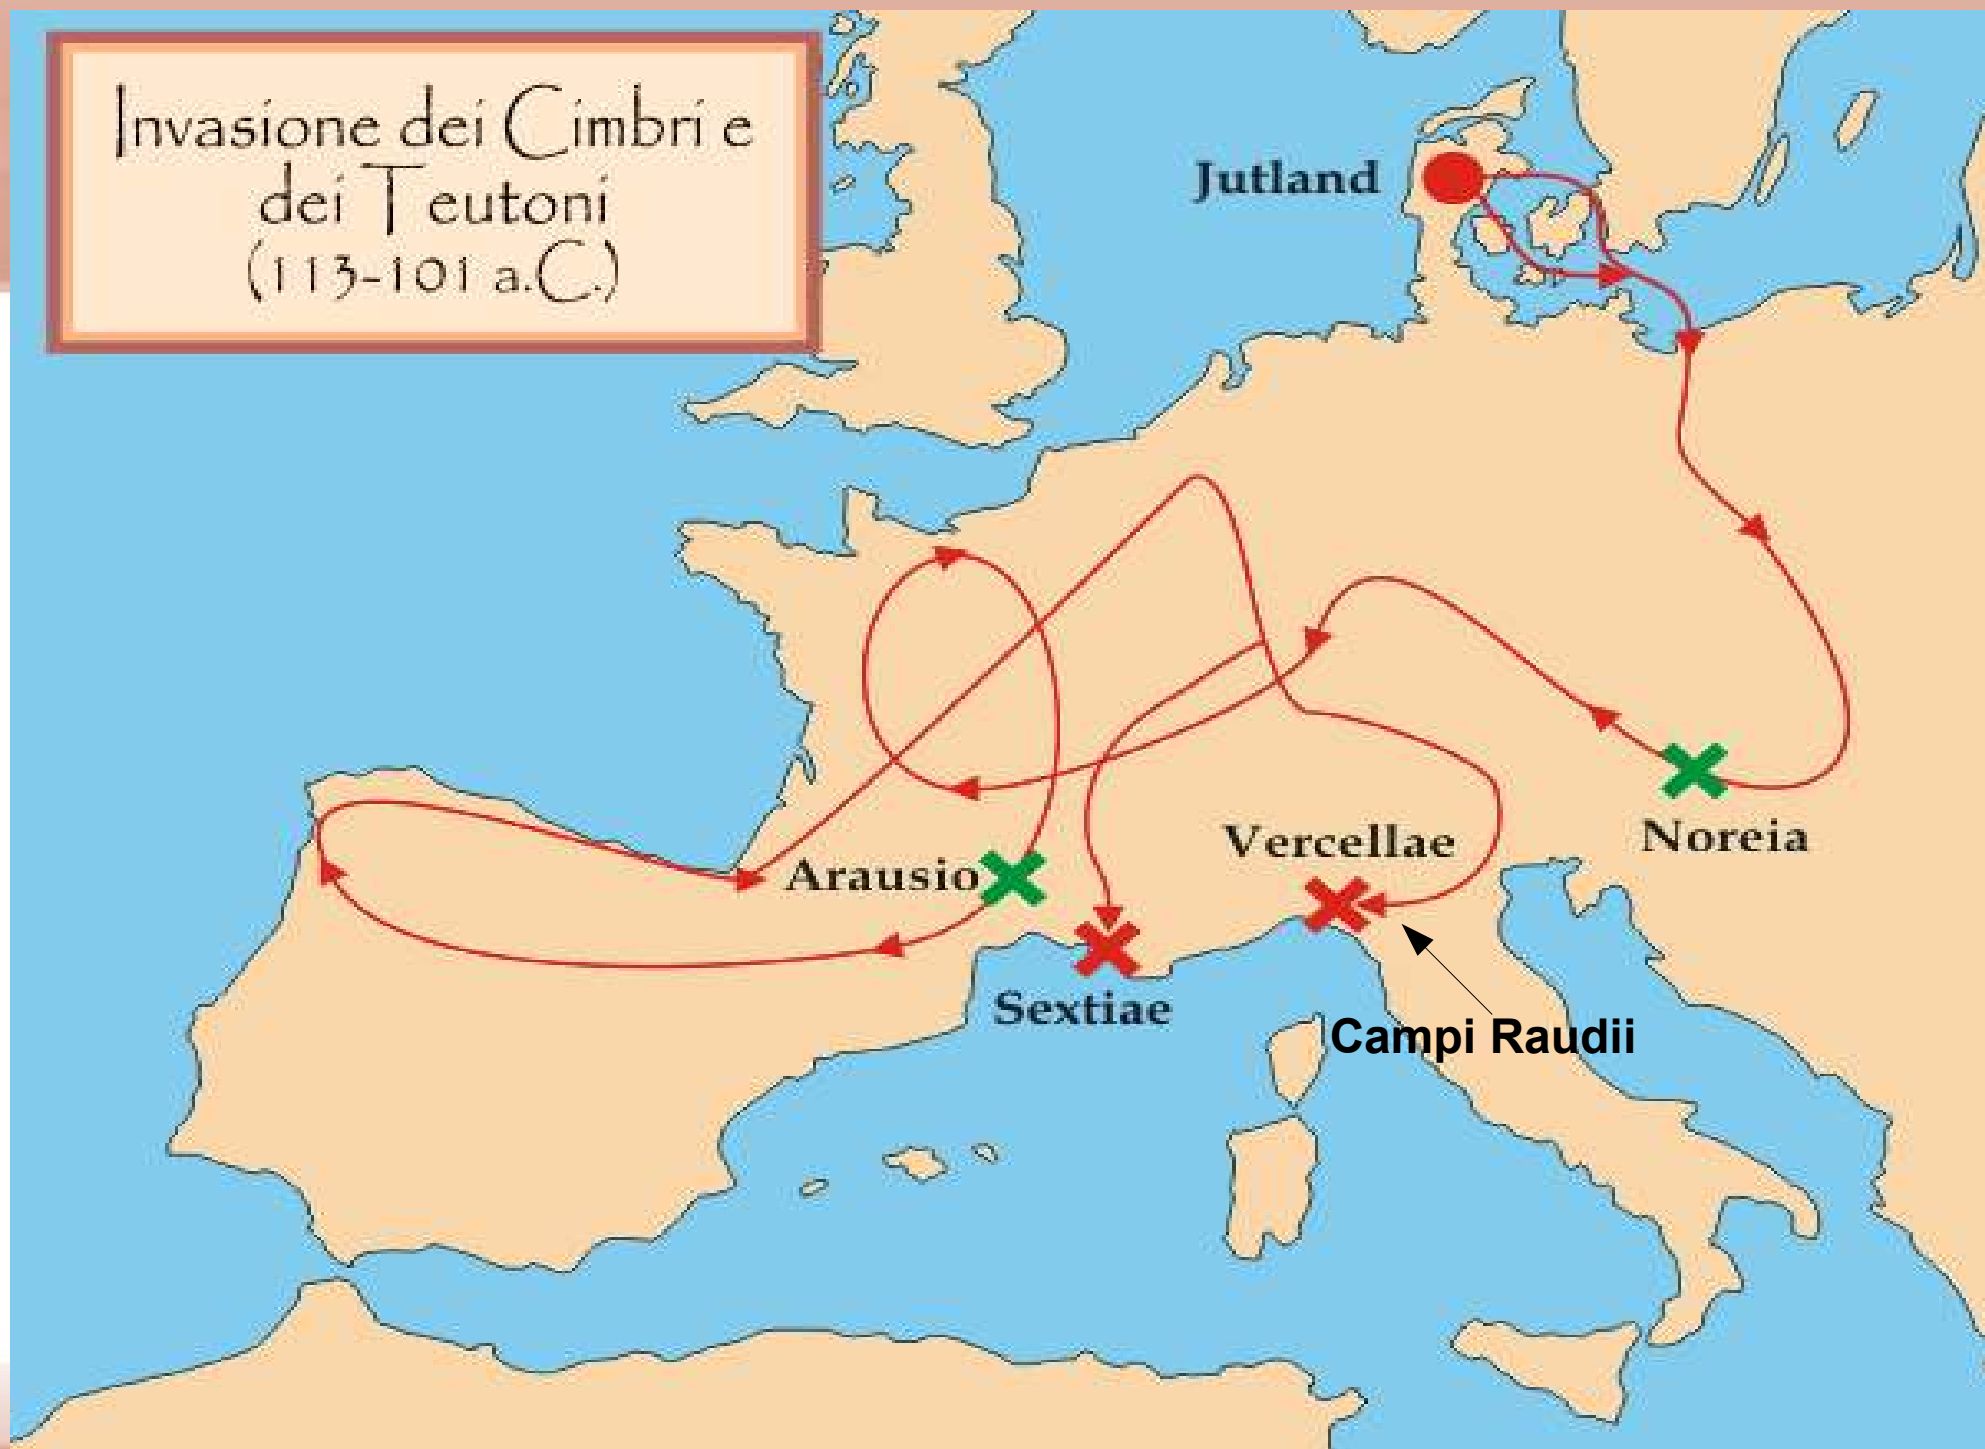 Invasione dei Cimbri e
dei Teutoni
(113-101 a.C.)
Jutland
Noreia
Vercellae
Arausio
Sextiae
Campi Raudii